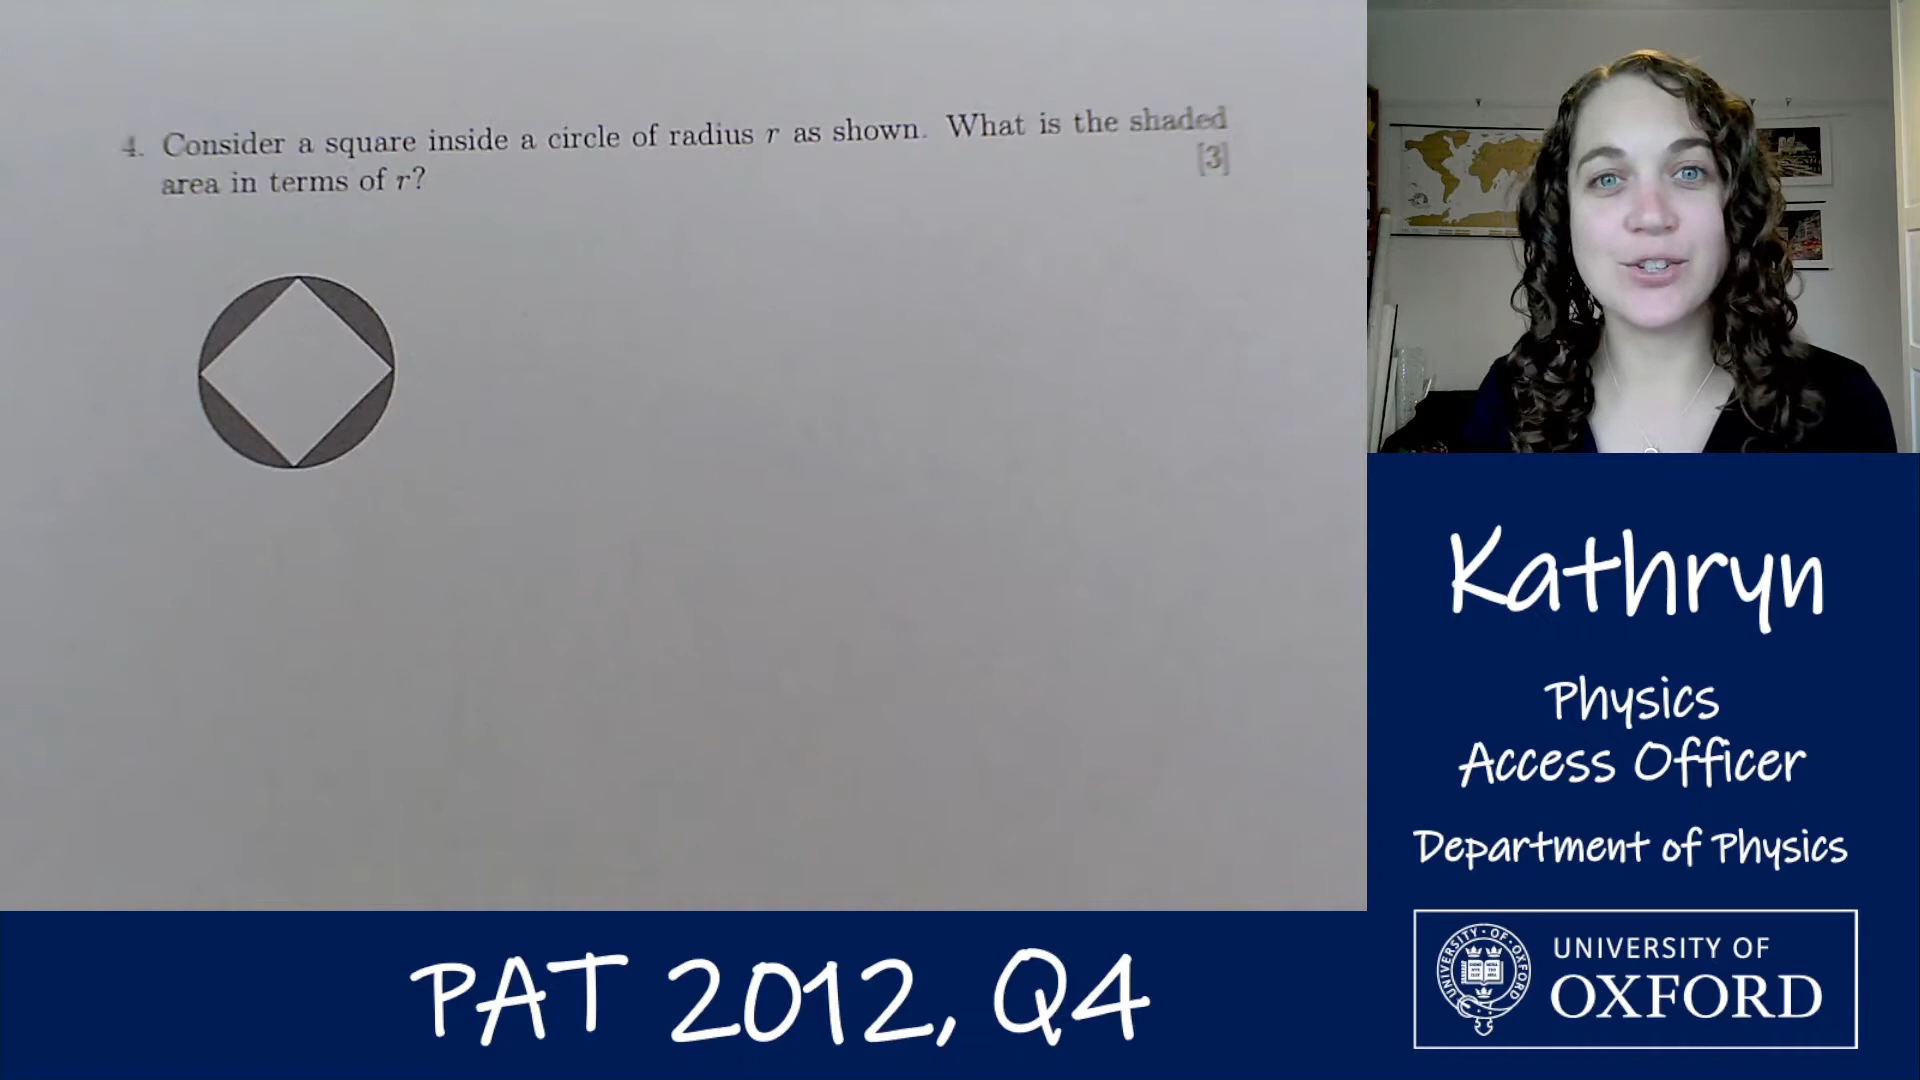 4. Consider a square inside a circle of radius r as shown. What is the shaded
area in terms of r?
[3]
Kathryn
Physics
Access Officer
Department of Physics
UNIVERSITY OF
OXFORD
PAT 2012, Q4